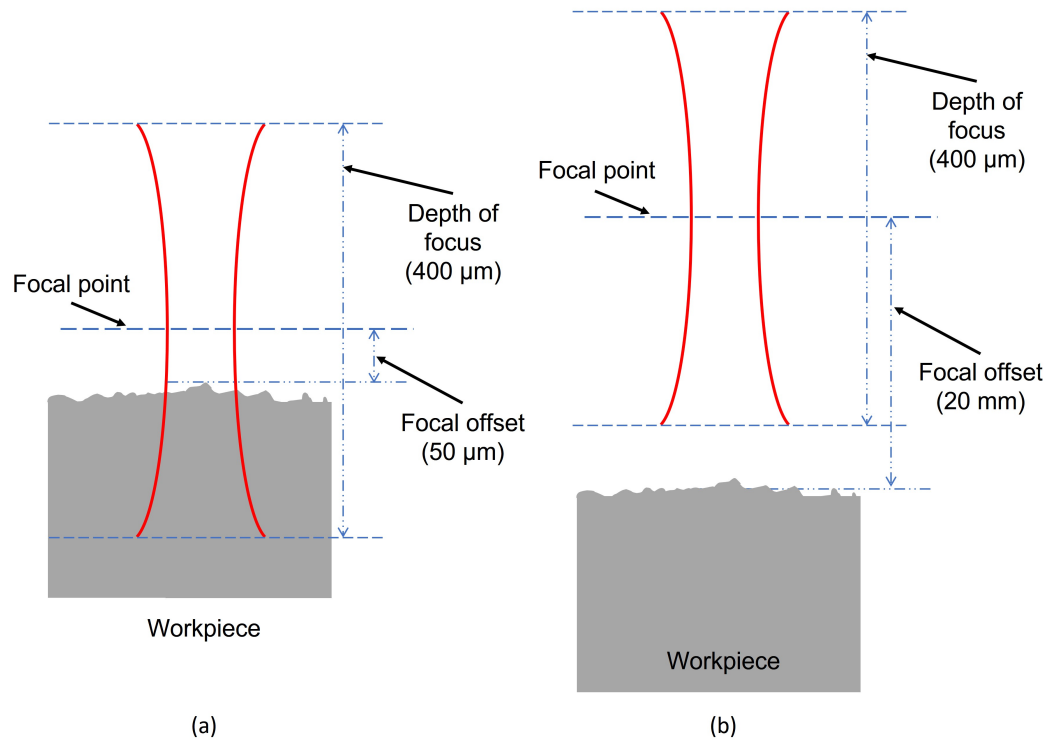 Focal point
Depth of
focus
(400 µm)
Focal offset
(50 µm)
Workpiece
(a)
Focal point
Depth of
focus
(400 µm)
Focal offset
(20 mm)
Workpiece
(b)